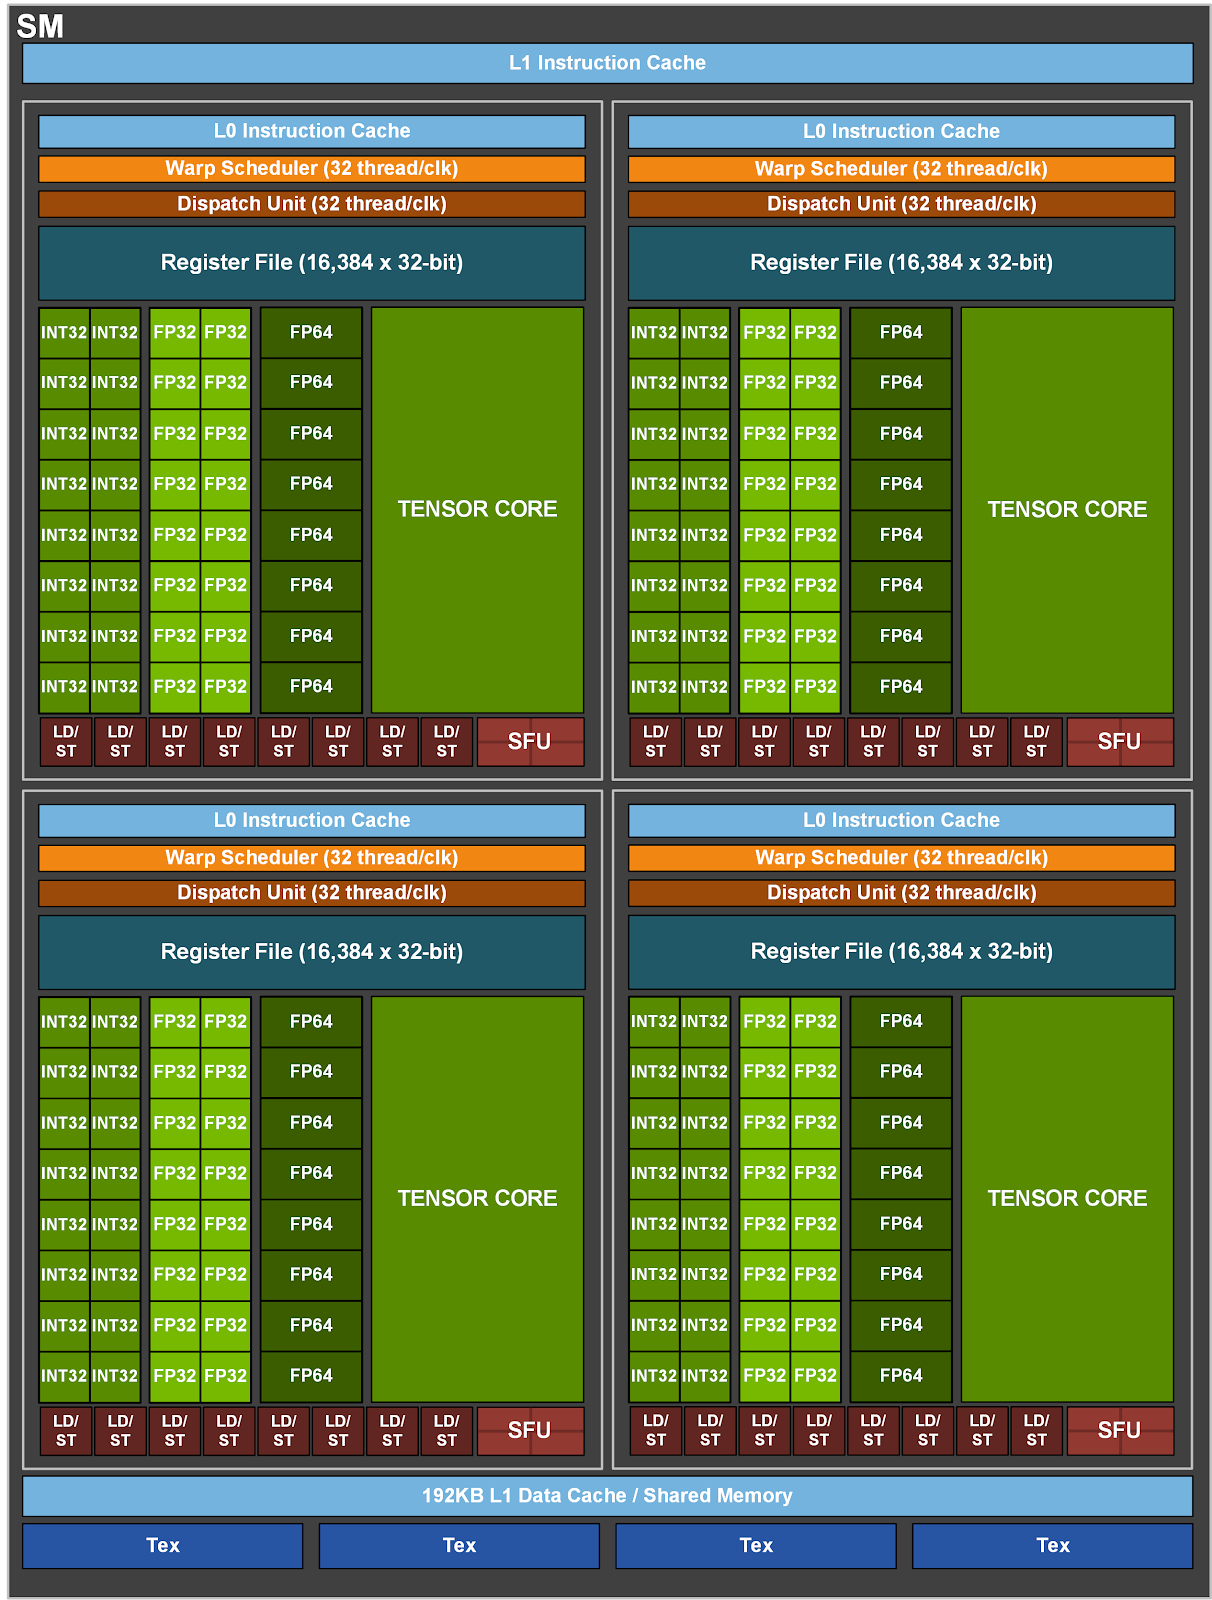 SM
L1 Instruction Cache
L0 Instruction Cache L0 Instruction Cache
Warp Scheduler (32 thread/clk) Warp Scheduler (32 thread/clk)
Dispatch Unit (32 thread/clk) Dispatch Unit (32 thread/clk)
Register File (16,384 x 32-bit) Register File (16,384 x 32-bit)
INT32 INT32 FP32 FP32 FP64 INT32 INT32 FP32 FP32 FP64
INT32 INT32 FP32 FP32 FP64 INT32 INT32 FP32 FP32 FP64
INT32 INT32 FP32 FP32 FP64 INT32 INT32 FP32 FP32 FP64
INT32 INT32 FP32 FP32 FP64 INT32 INT32 FP32 FP32 FP64
TENSOR CORE TENSOR CORE
INT32 INT32 FP32 FP32 FP64 INT32 INT32 FP32 FP32 FP64
INT32 INT32 FP32 FP32 FP64 INT32 INT32 FP32 FP32 FP64
INT32 INT32 FP32 FP32 FP64 INT32 INT32 FP32 FP32 FP64
INT32 INT32 FP32 FP32 FP64 INT32 INT32 FP32 FP32 FP64
LD/ LD/ LD/ LD/ LD/ LD/ LD/ LD/ SFU LD/ LD/ LD/ LD/ LD/ LD/ LD/ LD/ SFU
ST ST ST ST ST ST ST ST ST ST ST ST ST ST ST ST
L0 Instruction Cache L0 Instruction Cache
Warp Scheduler (32 thread/clk) Warp Scheduler (32 thread/clk)
Dispatch Unit (32 thread/clk) Dispatch Unit (32 thread/clk)
Register File (16,384 x 32-bit) Register File (16,384 x 32-bit)
INT32 INT32 FP32 FP32 FP64 INT32 INT32 FP32 FP32 FP64
INT32 INT32 FP32 FP32 FP64 INT32 INT32 FP32 FP32 FP64
INT32 INT32 FP32 FP32 FP64 INT32 INT32 FP32 FP32 FP64
INT32 INT32 FP32 FP32 FP64 INT32 INT32 FP32 FP32 FP64
TENSOR CORE TENSOR CORE
INT32 INT32 FP32 FP32 FP64 INT32 INT32 FP32 FP32 FP64
INT32 INT32 FP32 FP32 FP64 INT32 INT32 FP32 FP32 FP64
INT32 INT32 FP32 FP32 FP64 INT32 INT32 FP32 FP32 FP64
INT32 INT32 FP32 FP32 FP64 INT32 INT32 FP32 FP32 FP64
LD/ LD/ LD/ LD/ LD/ LD/ LD/ LD/ SFU LD/ LD/ LD/ LD/ LD/ LD/ LD/ LD/ SFU
ST ST ST ST ST ST ST ST ST ST ST ST ST ST ST ST
192KB L1 Data Cache / Shared Memory
Tex Tex Tex Tex